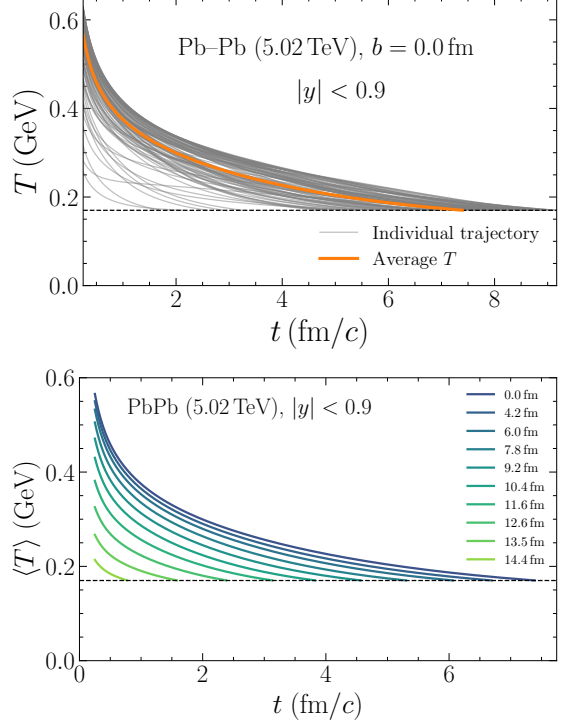 0.6
Pb–Pb (5.02 TeV), b = 0.0 fm
|y| < 0.9
0.4
T (GeV)
0.2
Individual trajectory
Average T
0.0
2 4 6 8
t (fm/c)
0.6
PbPb (5.02 TeV), |y| < 0.9
0.0 fm
4.2 fm
6.0 fm
7.8 fm
9.2 fm
10.4 fm
11.6 fm
12.6 fm
13.5 fm
14.4 fm
0.4
⟨T⟩ (GeV)
0.2
0.0
0 2 4 6
t (fm/c)